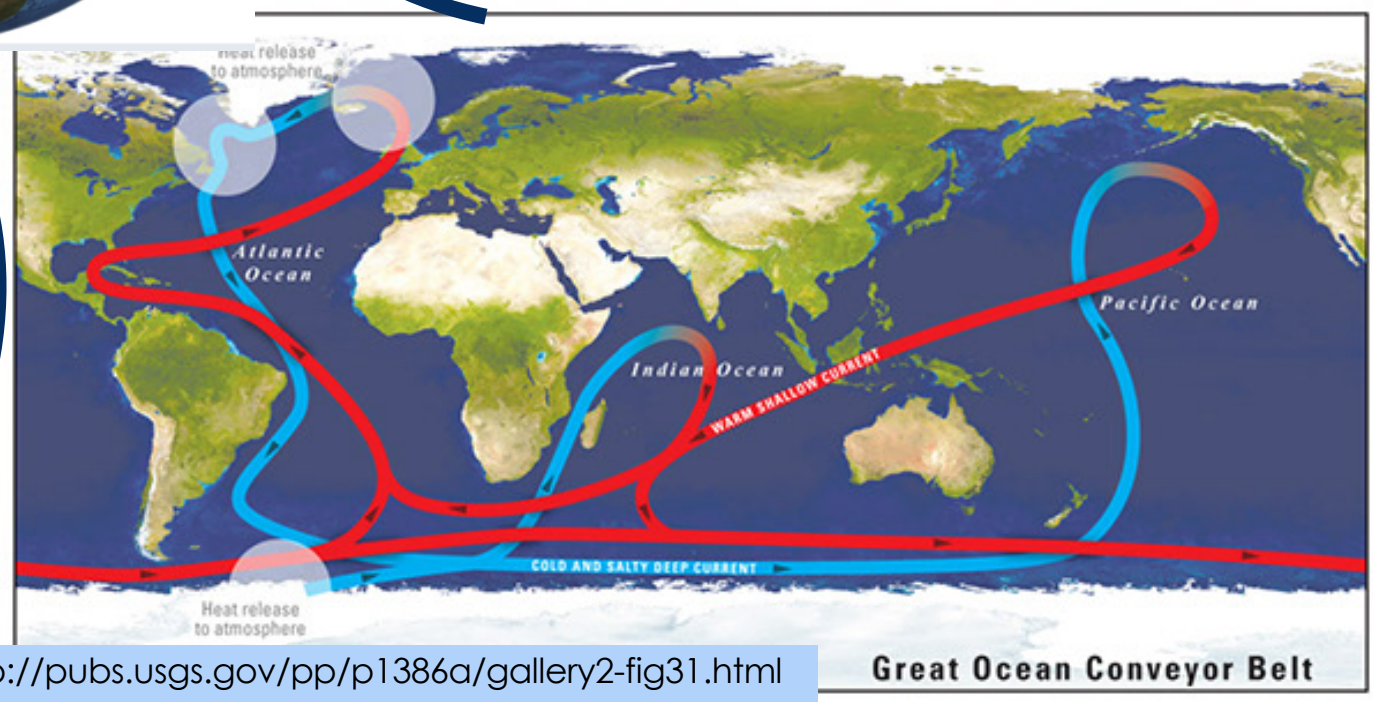 Heat release
to atmosphere
Atlantic
Ocean
Pacific Ocean
Indian Ocean
WARM SHALLOW CURRENT
COLD AND SALTY DEEP CURRENT
Heat release
to atmosphere
p://pubs.usgs.gov/pp/p1386a/gallery2-fig31.html
Great Ocean Conveyor Belt